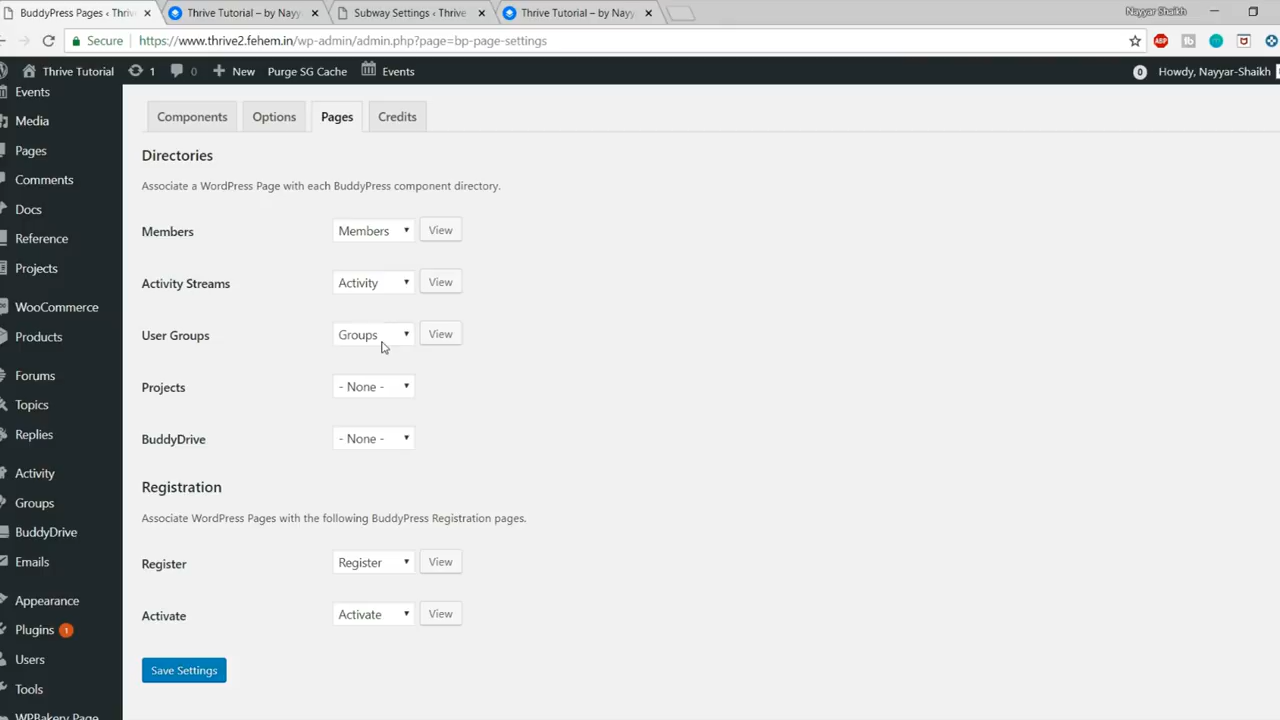 BuddyPress Pages ‹ Thriv
Thrive Tutorial – by Nayy
Subway Settings ‹ Thrive
Thrive Tutorial – by Nayy
Nayyar Shaikh
Secure
https://www.thrive2.fehem.in/wp-admin/admin.php?page=bp-page-settings
ABP
Thrive Tutorial
1
0
New
Purge SG Cache
Events
0
Howdy, Nayyar-Shaikh
Events
Media
Pages
Comments
Docs
Reference
Projects
WooCommerce
Products
Forums
Topics
Replies
Activity
Groups
BuddyDrive
Emails
Appearance
Plugins 1
Users
Tools
WPBakery Page
Components
Options
Pages
Credits
Directories
Associate a WordPress Page with each BuddyPress component directory.
Members Members View
Activity Streams Activity View
User Groups Groups View
Projects - None -
BuddyDrive - None -
Registration
Associate WordPress Pages with the following BuddyPress Registration pages.
Register Register View
Activate Activate View
Save Settings